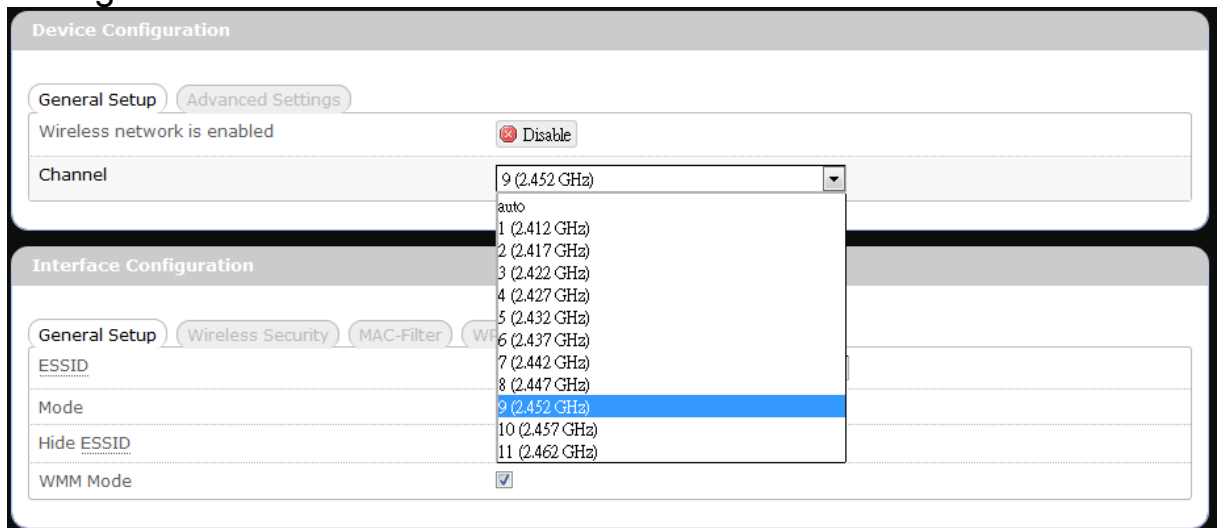 Device Configuration
General Setup Advanced Settings
Wireless network is enabled Disable
Channel 9 (2.452 GHz)
auto
1 (2.412 GHz)
2 (2.417 GHz)
3 (2.422 GHz)
4 (2.427 GHz)
5 (2.432 GHz)
6 (2.437 GHz)
7 (2.442 GHz)
8 (2.447 GHz)
9 (2.452 GHz)
10 (2.457 GHz)
11 (2.462 GHz)
Interface Configuration
General Setup Wireless Security MAC-Filter
ESSID
Mode
Hide ESSID
WMM Mode